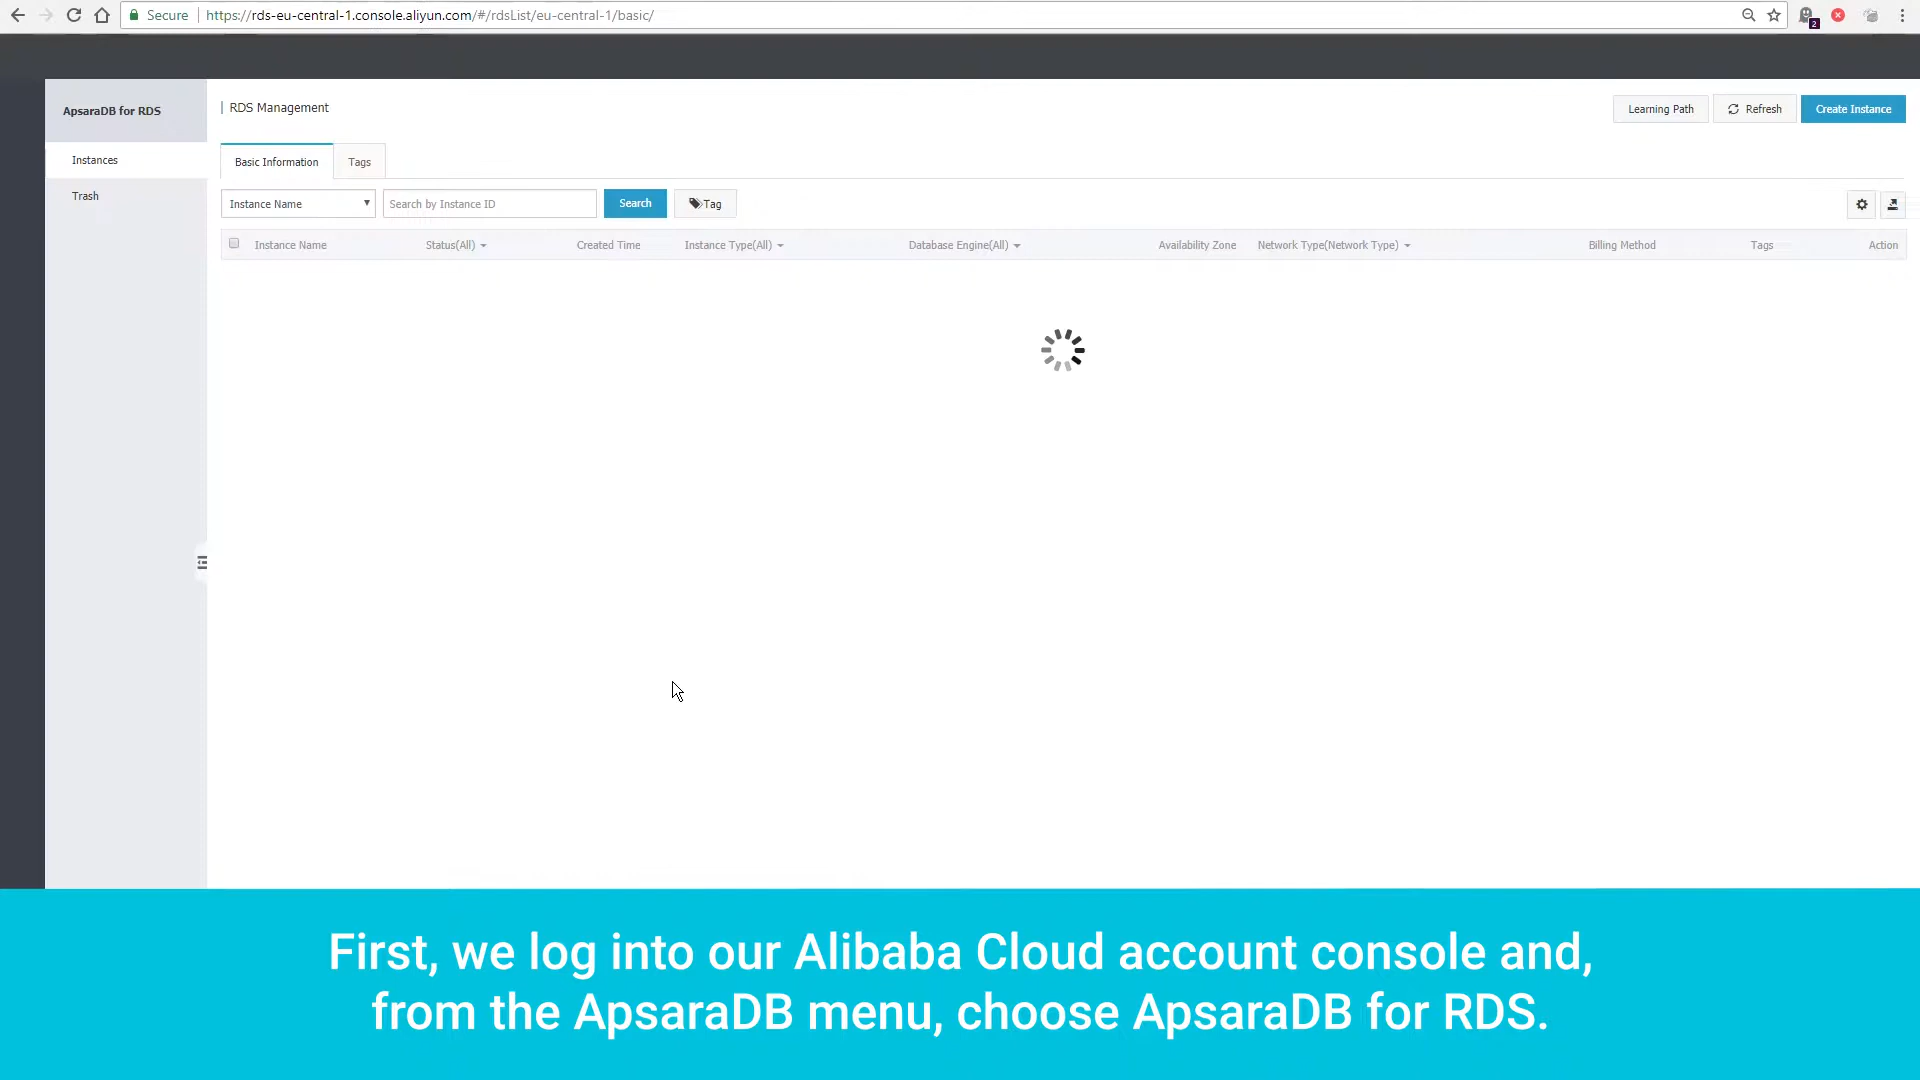 Secure https://rds-eu-central-1.console.aliyun.com/#/rdsList/eu-central-1/basic/
2
ApsaraDB for RDS
Instances
Trash
RDS Management
Learning Path Refresh Create Instance
Basic Information Tags
Instance Name Search by Instance ID Search Tag
Instance Name Status(All) Created Time Instance Type(All) Database Engine(All) Availability Zone Network Type(Network Type) Billing Method Tags Action
First, we log into our Alibaba Cloud account console and,
from the ApsaraDB menu, choose ApsaraDB for RDS.